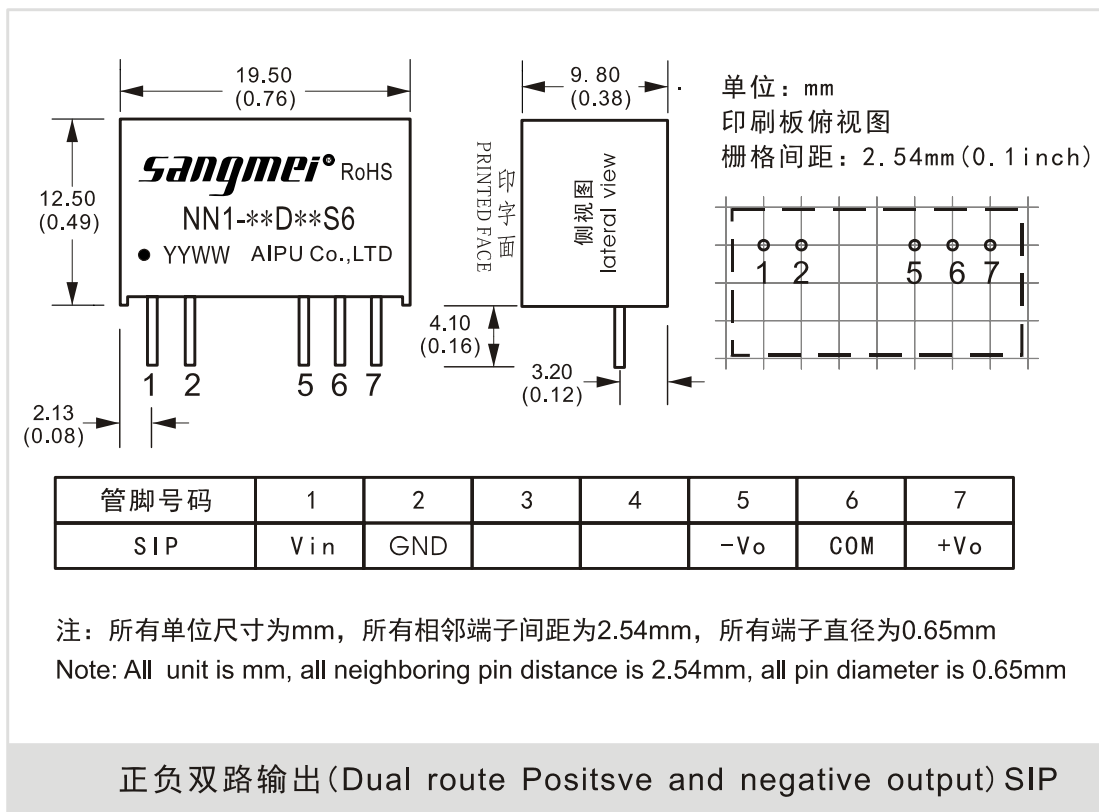 19.50
(0.76)
12.50
(0.49)
sangmei® RoHS
NN1-**D**S6
● YYWW AIPU Co.,LTD
1 2 5 6 7
2.13
(0.08)
9.80
(0.38)
印字面
PRINTED FACE
侧视图
lateral view
4.10
(0.16)
3.20
(0.12)
单位：mm
印刷板俯视图
栅格间距：2.54mm(0.1inch)
1 2 5 6 7
管脚号码 1 2 3 4 5 6 7
SIP Vin GND -Vo COM +Vo
注：所有单位尺寸为mm，所有相邻端子间距为2.54mm，所有端子直径为0.65mm
Note: All unit is mm, all neighboring pin distance is 2.54mm, all pin diameter is 0.65mm
正负双路输出(Dual route Positsve and negative output)SIP